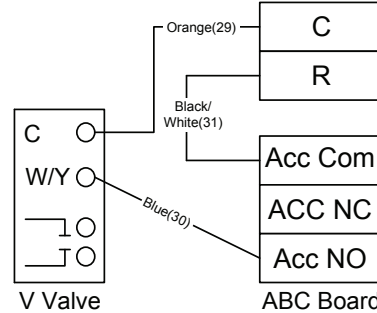 Orange(29)
C
R
Black/
White(31)
C
Acc Com
W/Y
ACC NC
Blue(30)
Acc NO
V Valve
ABC Board